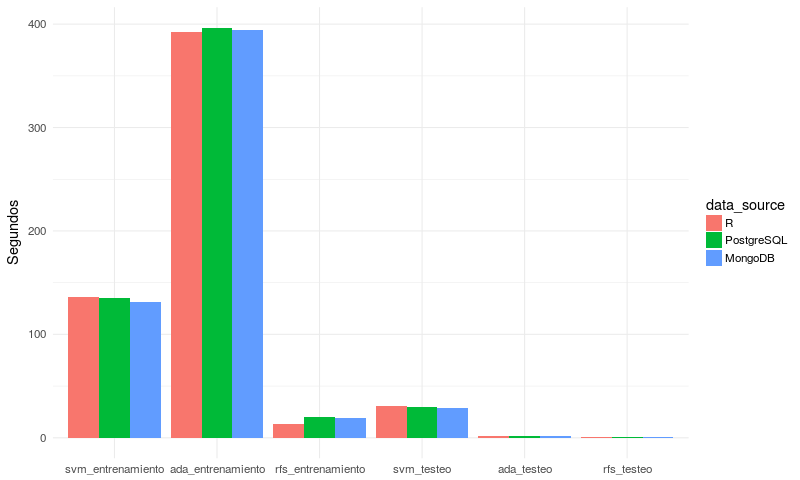 Segundos
400
300
200
100
0
svm_entrenamiento ada_entrenamiento rfs_entrenamiento svm_testeo ada_testeo rfs_testeo
data_source
R
PostgreSQL
MongoDB